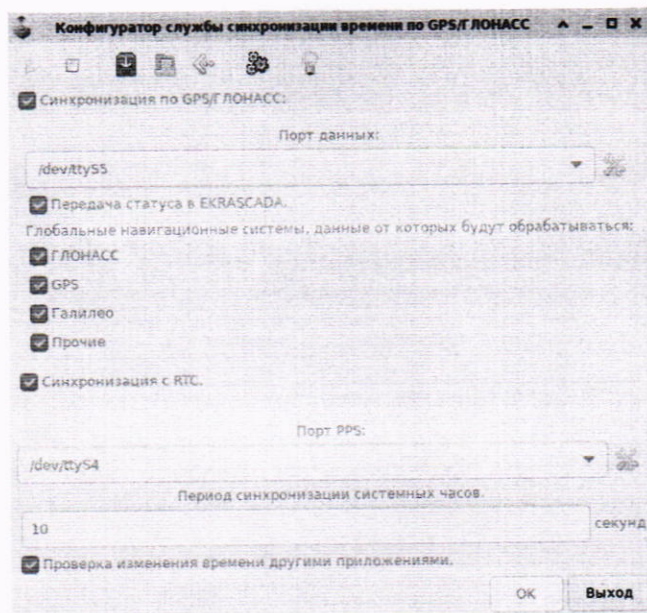 Конфигуратор службы синхронизации времени по GPS/ГЛОНАСС
Синхронизация по GPS/ГЛОНАСС:
Порт данных:
/dev/ttyS5
Передача статуса в EKRASCADA.
Глобальные навигационные системы, данные от которых будут обрабатываться:
ГЛОНАСС
GPS
Галилео
Прочие
Синхронизация с RTC.
Порт PPS:
/dev/ttyS4
Период синхронизации системных часов.
10 секунд
Проверка изменения времени другими приложениями.
OK Выход